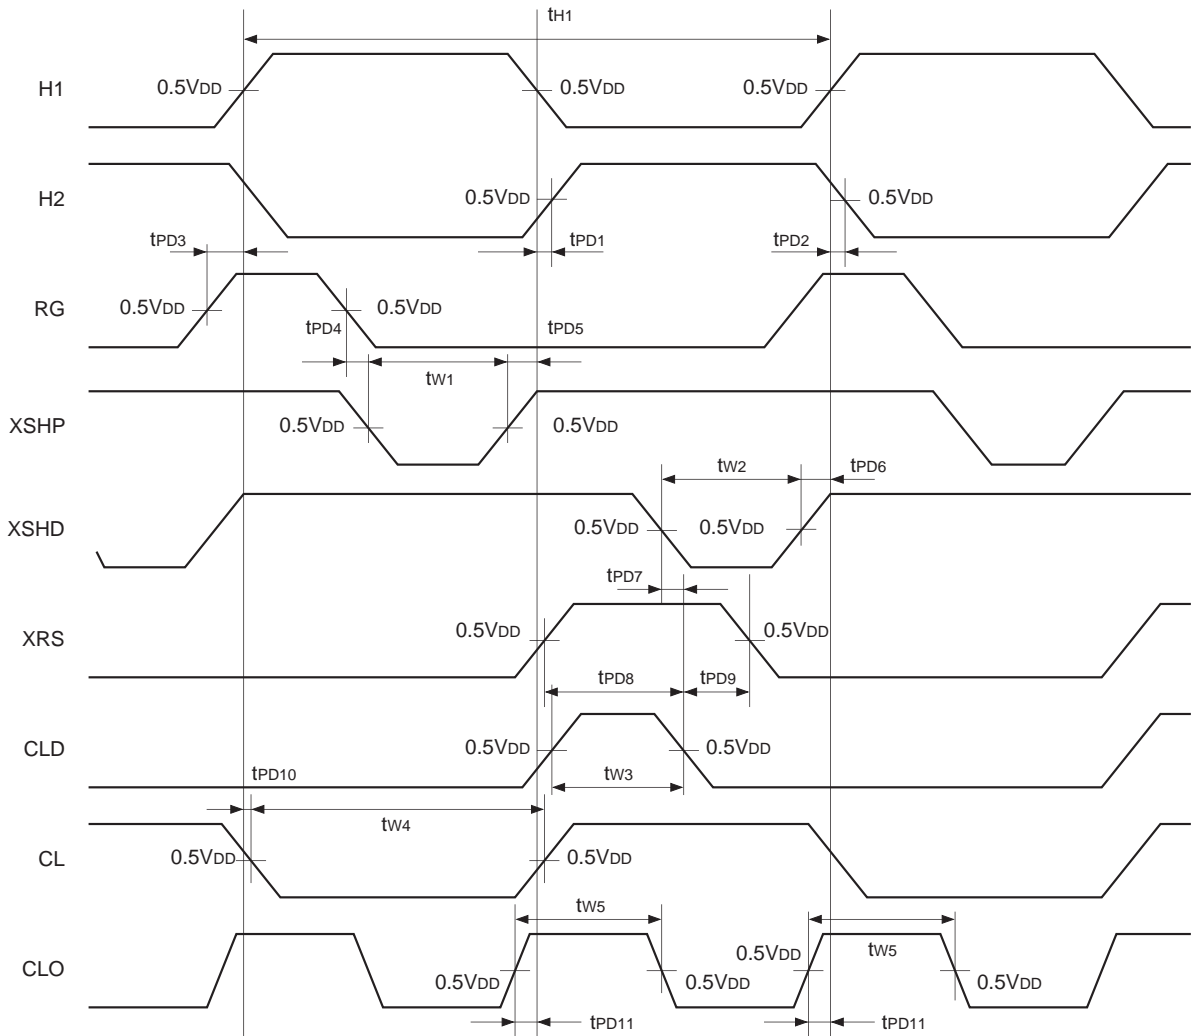 tH1
H1 0.5VDD 0.5VDD 0.5VDD
H2 0.5VDD 0.5VDD
tPD3 tPD1 tPD2
RG 0.5VDD 0.5VDD
tPD4 tPD5
tW1
XSHP 0.5VDD 0.5VDD
tW2 tPD6
XSHD 0.5VDD 0.5VDD
tPD7
XRS 0.5VDD 0.5VDD
tPD8 tPD9
CLD 0.5VDD 0.5VDD
tPD10 tW3
tW4
CL 0.5VDD 0.5VDD
tW5
0.5VDD tW5
CLO 0.5VDD 0.5VDD 0.5VDD
tPD11 tPD11